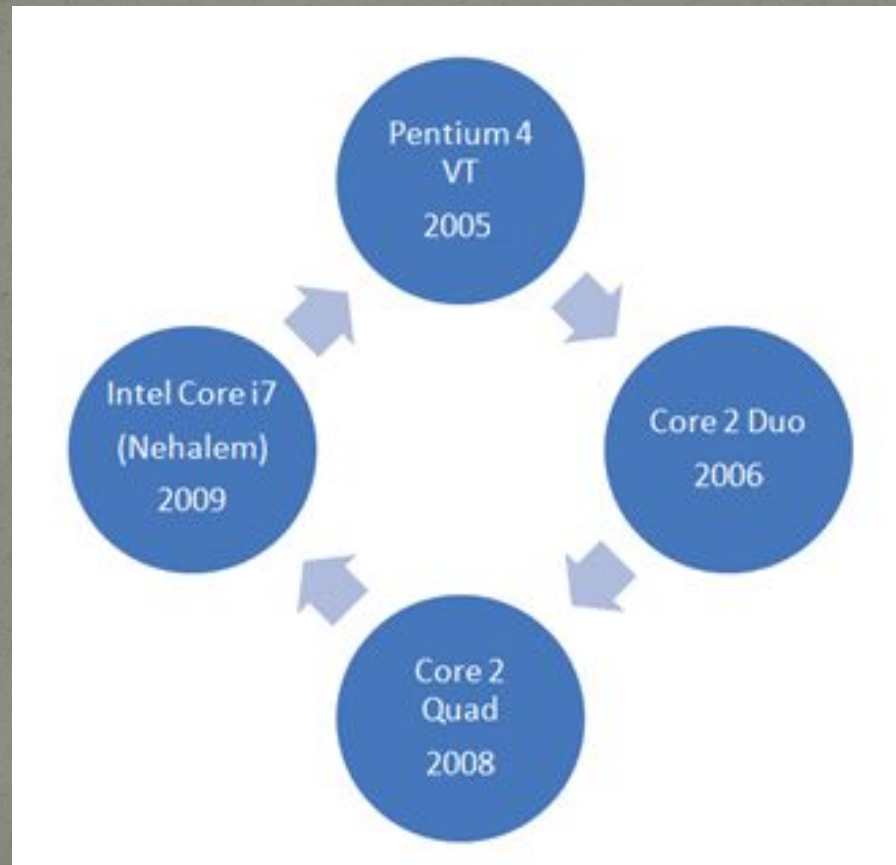 Pentium 4
VT
2005
Core 2 Duo
2006
Core 2
Quad
2008
Intel Core i7
(Nehalem)
2009